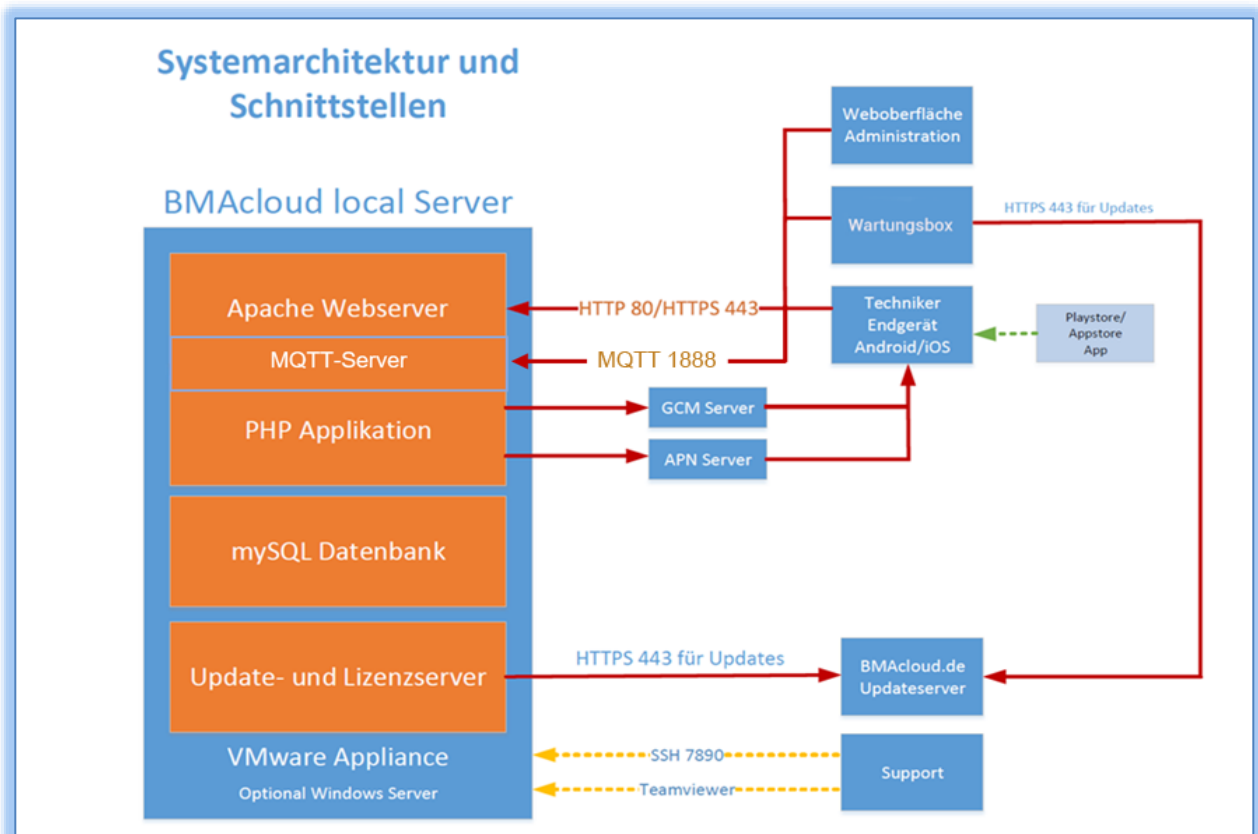 Systemarchitektur und
Schnittstellen
BMAcloud local Server
Apache Webserver
MQTT-Server
PHP Applikation
mySQL Datenbank
Update- und Lizenzserver
VMware Appliance
Optional Windows Server
HTTP 80/HTTPS 443
MQTT 1888
GCM Server
APN Server
HTTPS 443 für Updates
SSH 7890
Teamviewer
Weboberfläche
Administration
Wartungsbox
HTTPS 443 für Updates
Techniker
Endgerät
Android/iOS
Playstore/
Appstore
App
BMAcloud.de
Updateserver
Support